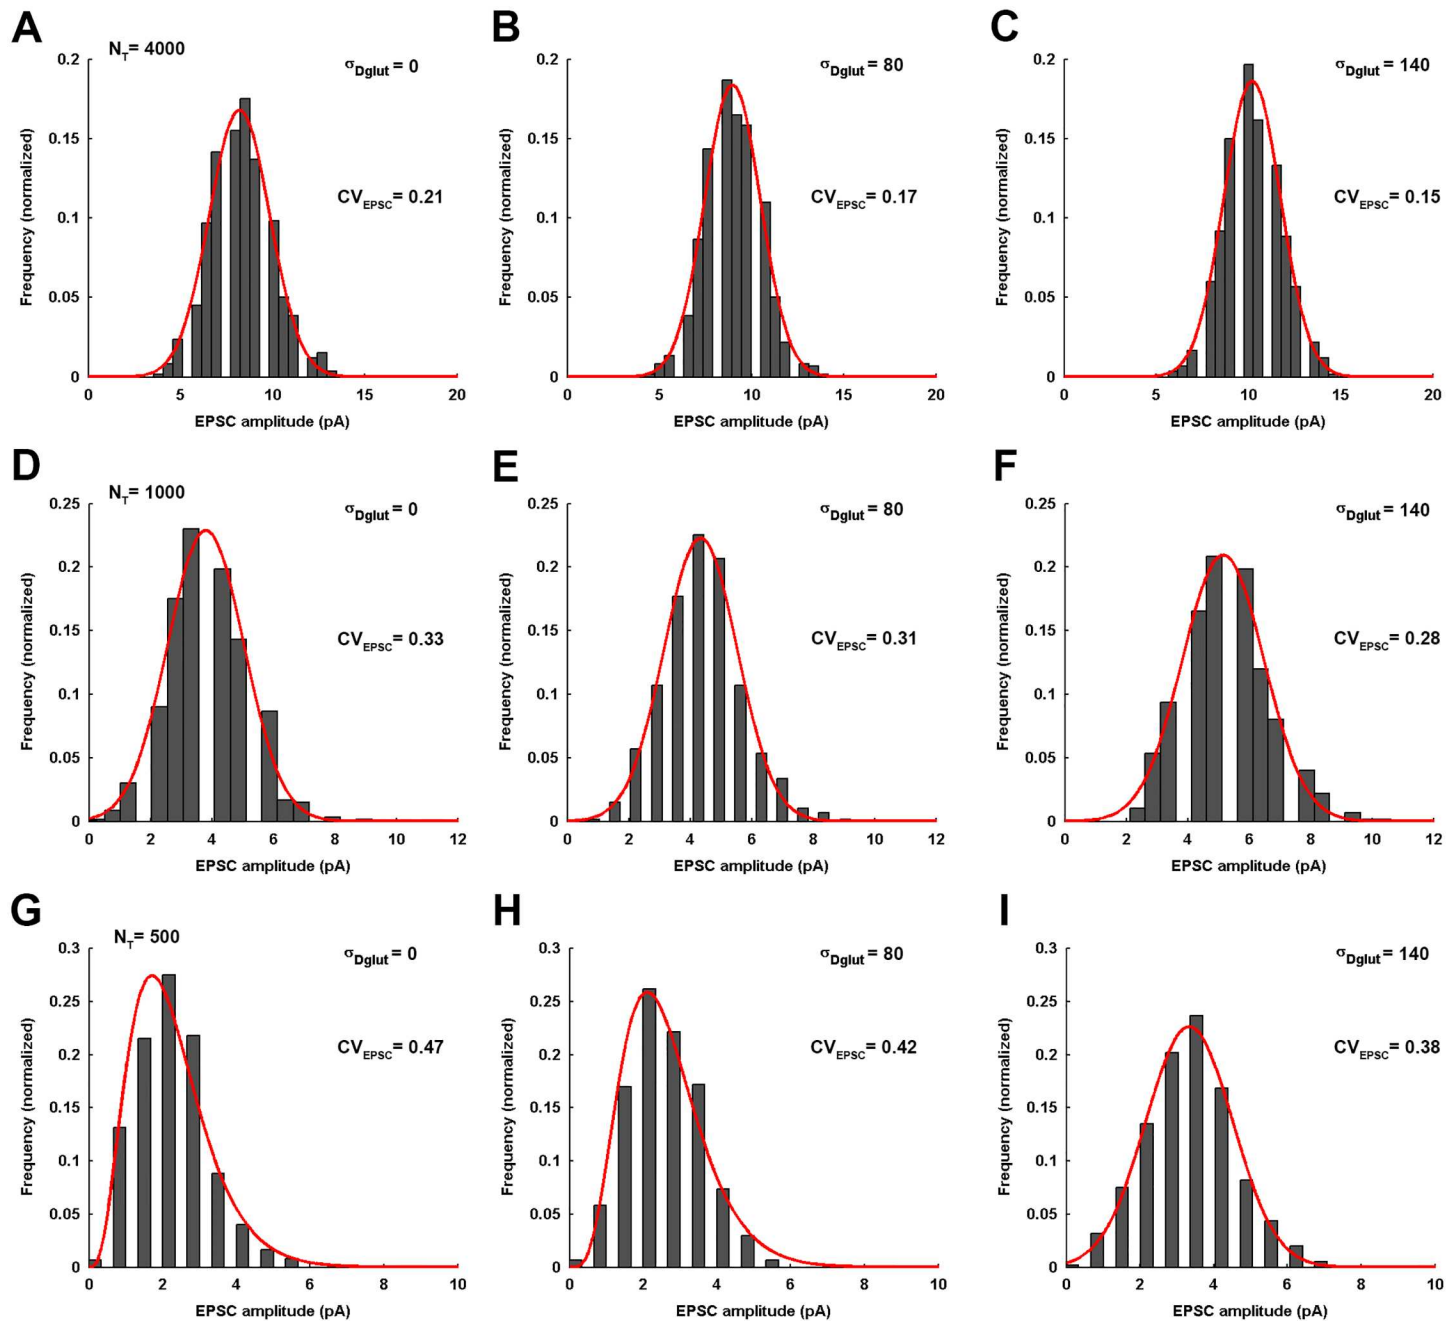 A
B
C
N_T= 4000
σ_Dglut = 0
σ_Dglut = 80
σ_Dglut = 140
CV_EPSC = 0.21
CV_EPSC = 0.17
CV_EPSC = 0.15
Frequency (normalized)
0.2
0.15
0.1
0.05
0
Frequency (normalized)
0.2
0.15
0.1
0.05
0
Frequency (normalized)
0.2
0.15
0.1
0.05
0
0 5 10 15 20
0 5 10 15 20
0 5 10 15 20
EPSC amplitude (pA)
EPSC amplitude (pA)
EPSC amplitude (pA)
D
E
F
N_T= 1000
σ_Dglut = 0
σ_Dglut = 80
σ_Dglut = 140
CV_EPSC = 0.33
CV_EPSC = 0.31
CV_EPSC = 0.28
Frequency (normalized)
0.25
0.2
0.15
0.1
0.05
0
Frequency (normalized)
0.25
0.2
0.15
0.1
0.05
0
Frequency (normalized)
0.25
0.2
0.15
0.1
0.05
0
0 2 4 6 8 10 12
0 2 4 6 8 10 12
0 2 4 6 8 10 12
EPSC amplitude (pA)
EPSC amplitude (pA)
EPSC amplitude (pA)
G
H
I
N_T= 500
σ_Dglut = 0
σ_Dglut = 80
σ_Dglut = 140
CV_EPSC = 0.47
CV_EPSC = 0.42
CV_EPSC = 0.38
Frequency (normalized)
0.3
0.25
0.2
0.15
0.1
0.05
0
Frequency (normalized)
0.3
0.25
0.2
0.15
0.1
0.05
0
Frequency (normalized)
0.3
0.25
0.2
0.15
0.1
0.05
0
0 2 4 6 8 10
0 2 4 6 8 10
0 2 4 6 8 10
EPSC amplitude (pA)
EPSC amplitude (pA)
EPSC amplitude (pA)